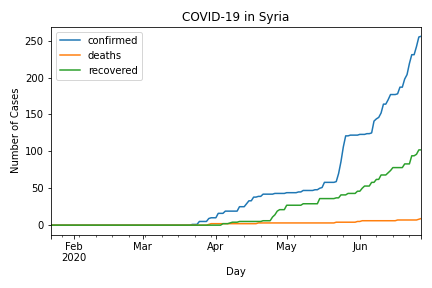 COVID-19 in Syria
confirmed
deaths
recovered
Number of Cases
250
200
150
100
50
0
Feb Mar Apr May Jun
2020
Day